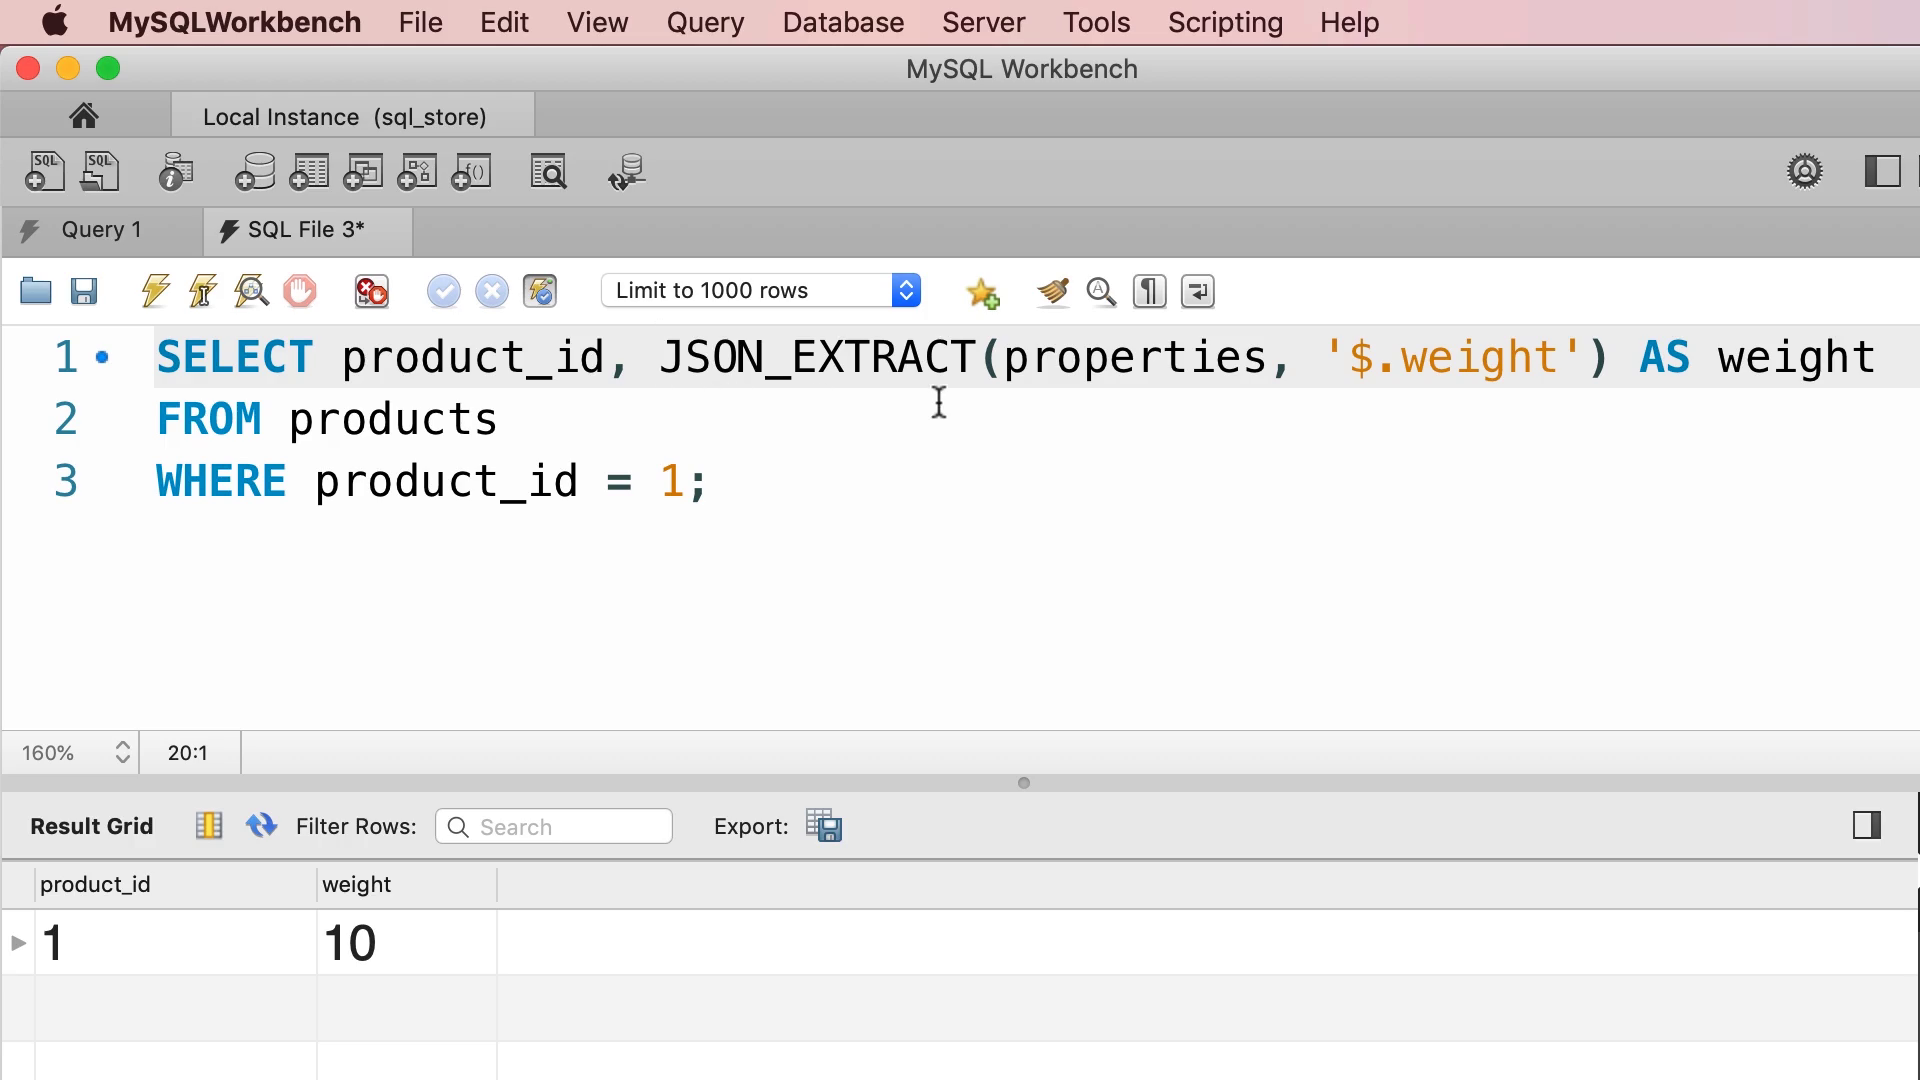 MySQLWorkbench File Edit View Query Database Server Tools Scripting Help
MySQL Workbench
Local Instance (sql_store)
SQL SQL i f()
Query 1 SQL File 3*
Limit to 1000 rows
1 SELECT product_id, JSON_EXTRACT(properties, '$.weight') AS weight
2 FROM products
3 WHERE product_id = 1;
160% 20:1
Result Grid Filter Rows: Search Export:
product_id weight
1 10